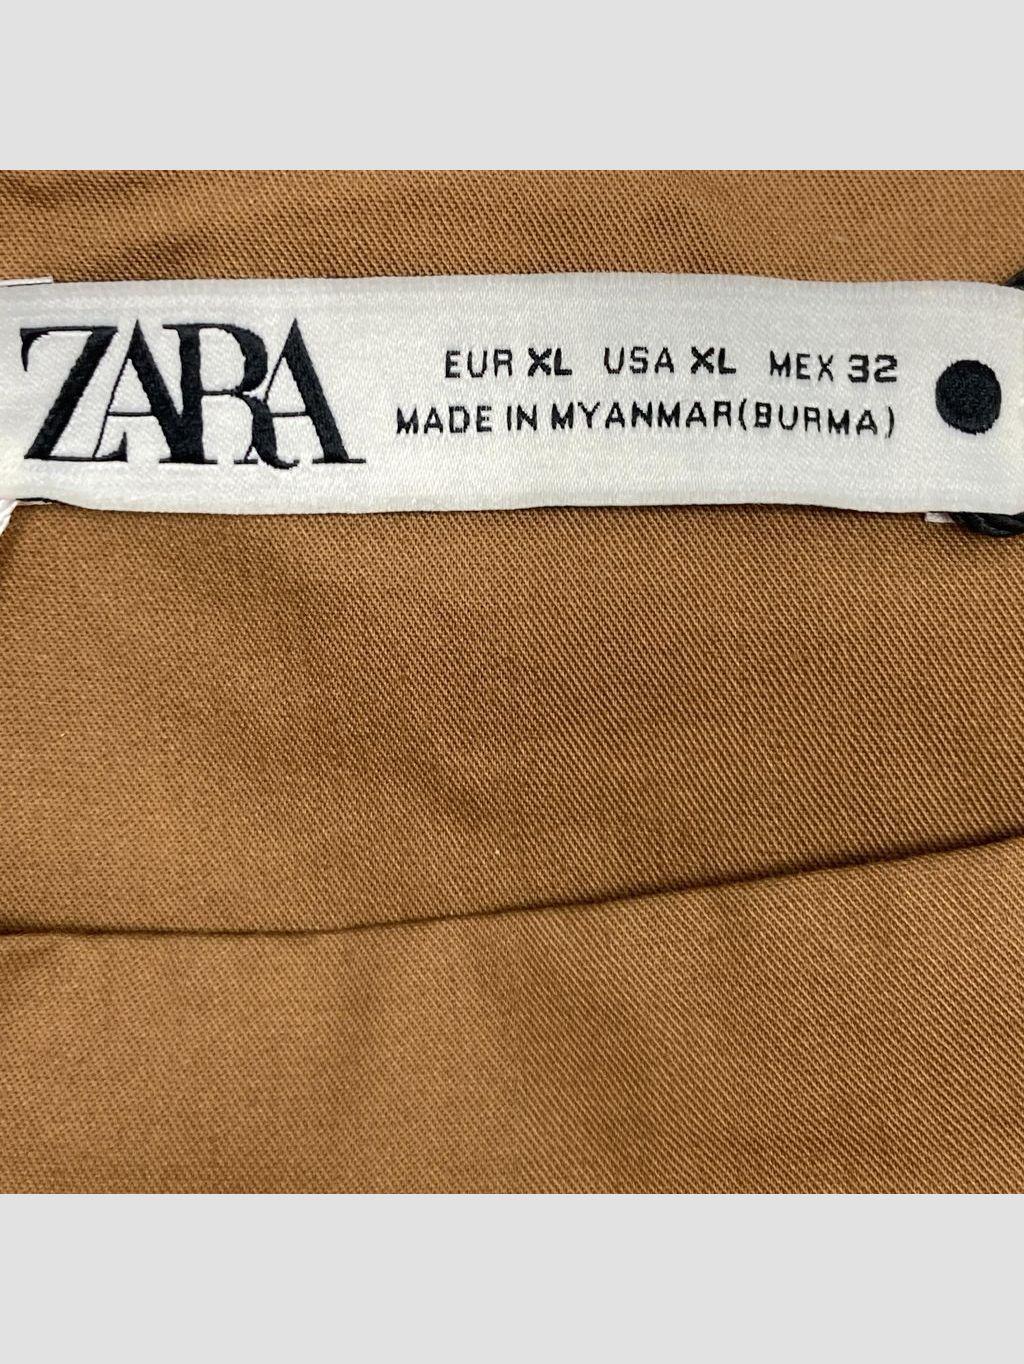 ZARA
EUR XL USA XL MEX 32
MADE IN MYANMAR(BURMA)